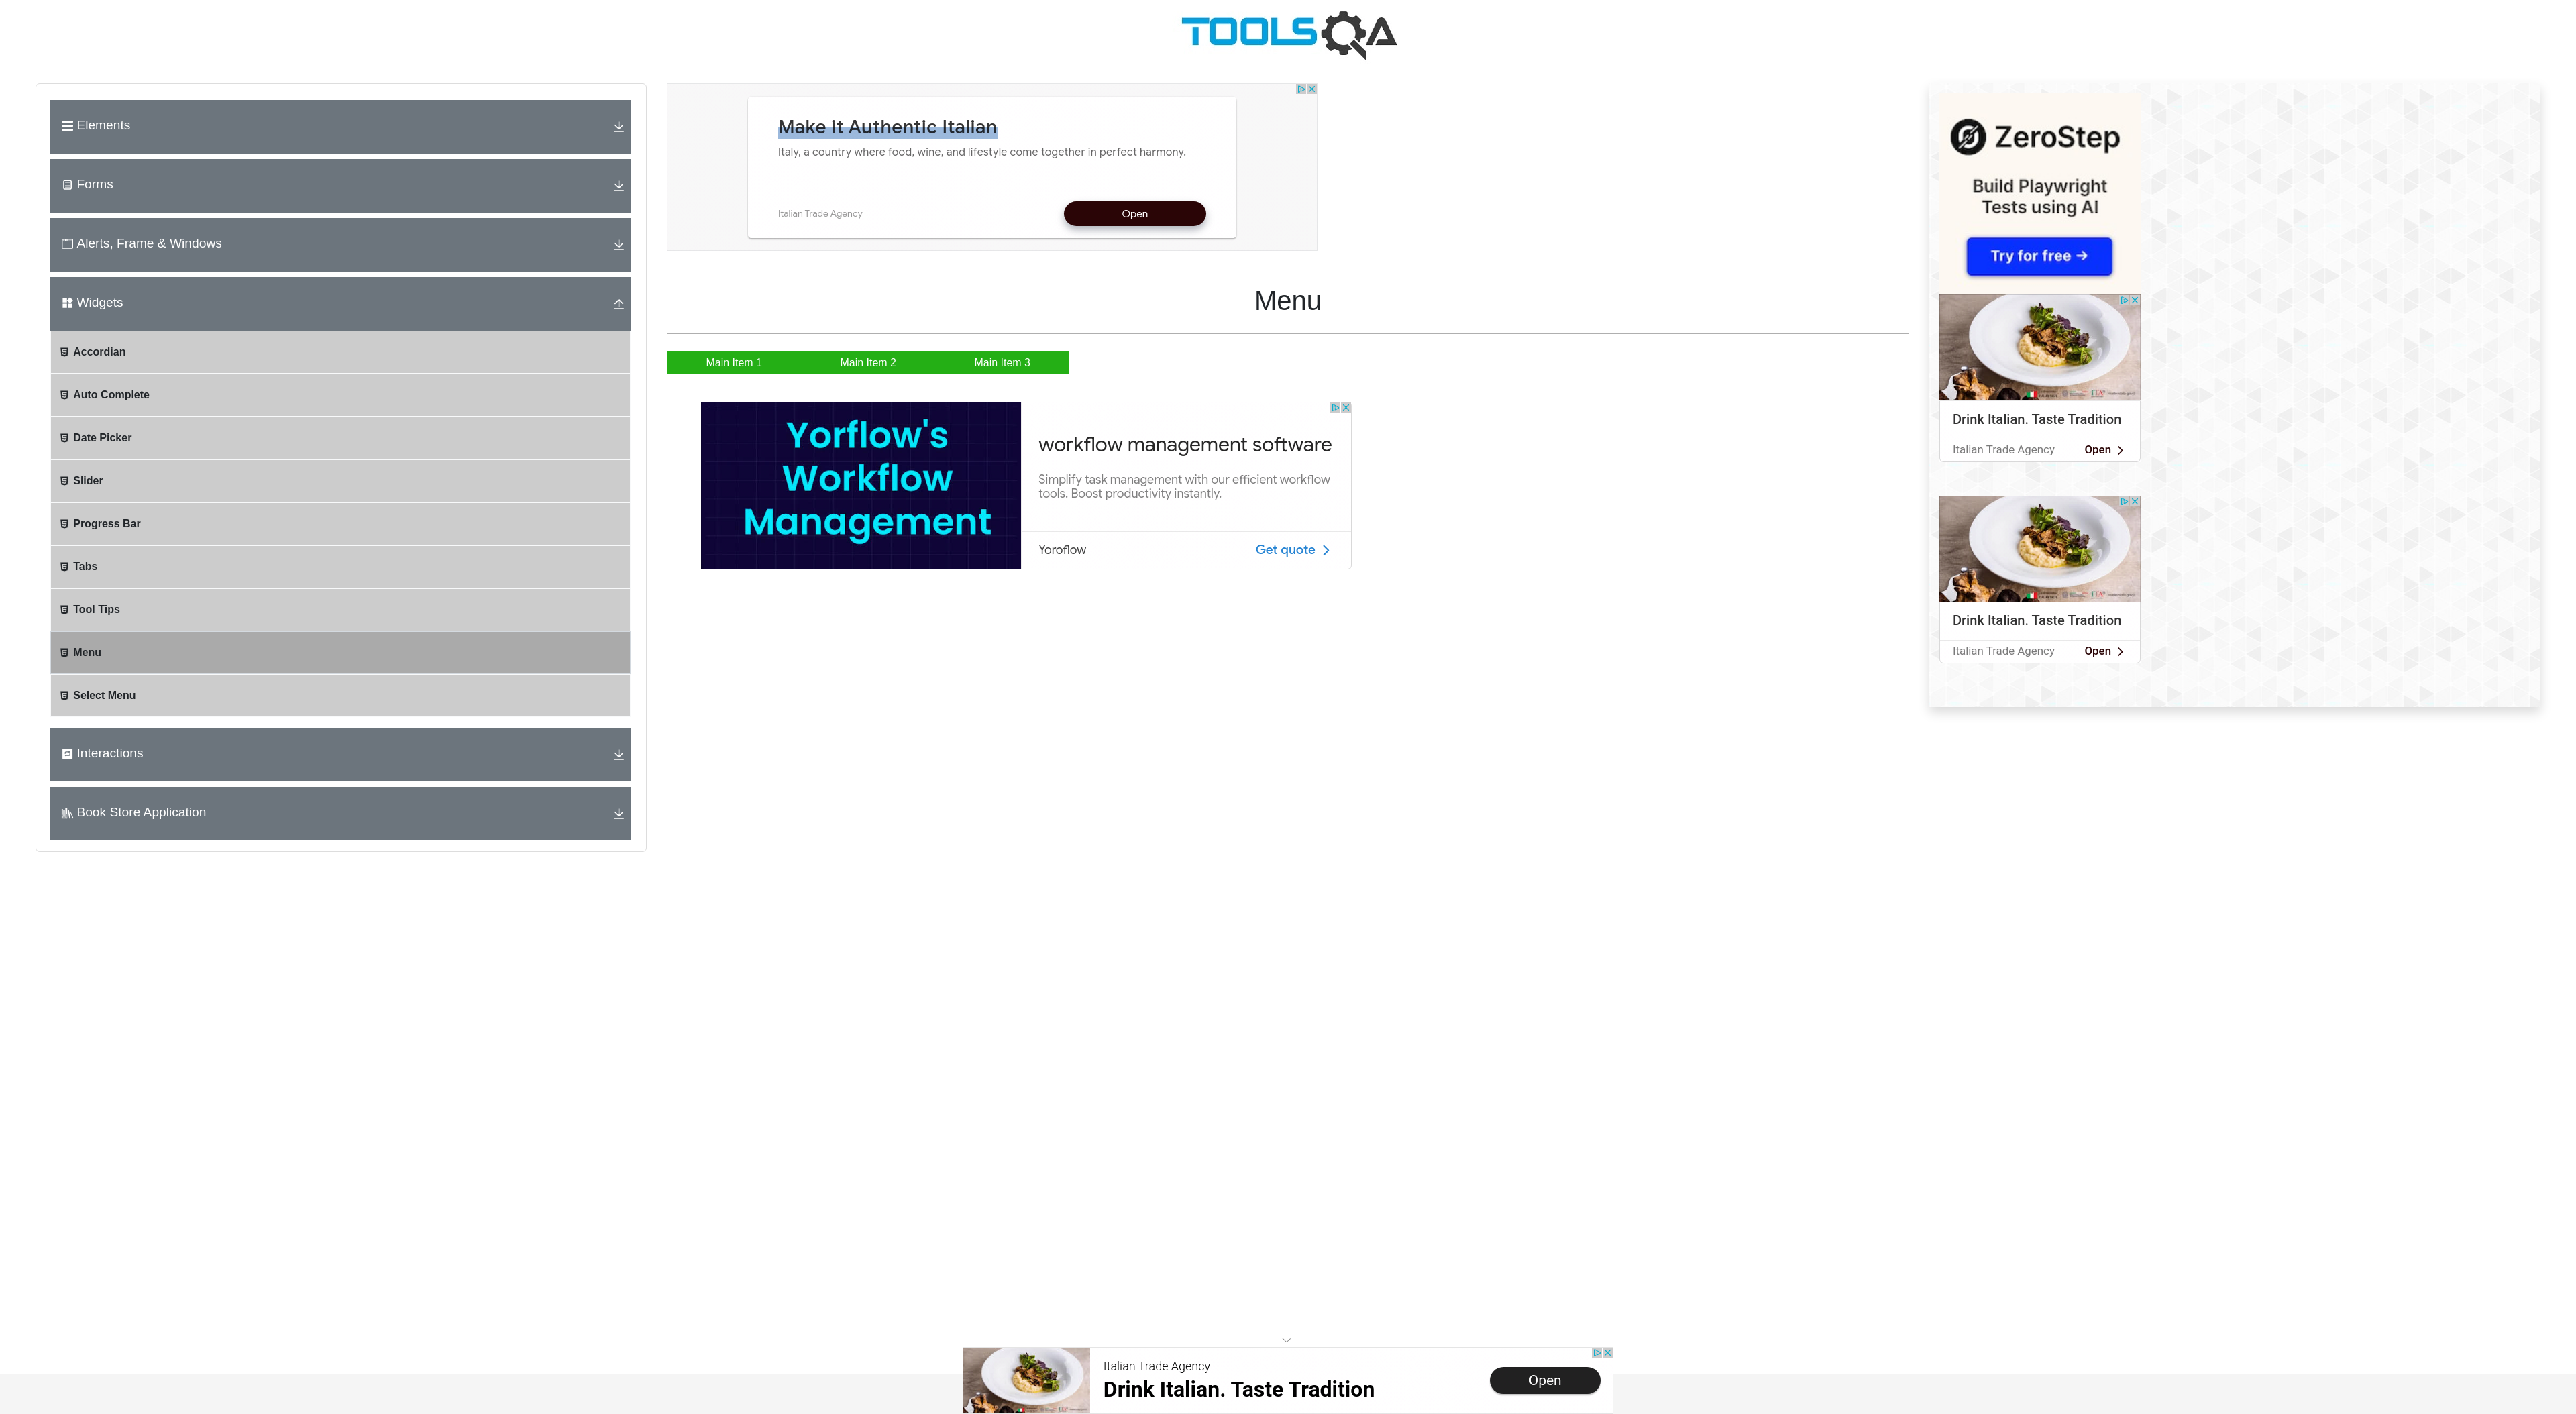 TOOLSQA
Elements
Forms
Alerts, Frame & Windows
Widgets
Accordian
Auto Complete
Date Picker
Slider
Progress Bar
Tabs
Tool Tips
Menu
Select Menu
Interactions
Book Store Application
Make it Authentic Italian
Italy, a country where food, wine, and lifestyle come together in perfect harmony.
Italian Trade Agency
Open
Menu
Main Item 1
Main Item 2
Main Item 3
Yorflow's
Workflow
Management
workflow management software
Simplify task management with our efficient workflow
tools. Boost productivity instantly.
Yoroflow
Get quote
ZeroStep
Build Playwright
Tests using AI
Try for free →
Drink Italian. Taste Tradition
Italian Trade Agency
Open
Drink Italian. Taste Tradition
Italian Trade Agency
Open
Italian Trade Agency
Drink Italian. Taste Tradition
Open